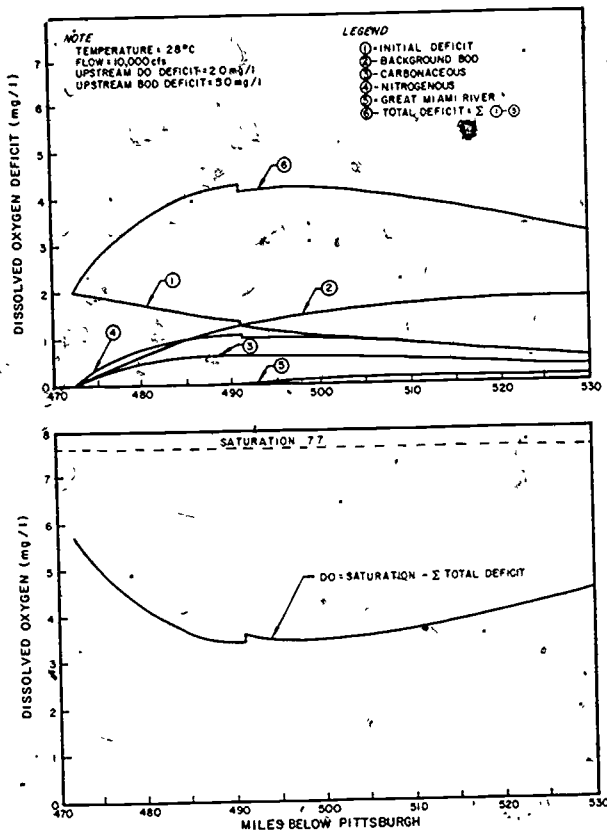 NOTE
TEMPERATURE = 28°C
FLOW = 10,000 cfs
UPSTREAM DO DEFICIT = 2.0 mg/l
UPSTREAM BOD DEFICIT = 5.0 mg/l
LEGEND
①-INITIAL DEFICIT
②-BACKGROUND BOD
③-CARBONACEOUS
④-NITROGENOUS
⑤-GREAT MIAMI RIVER
⑥-TOTAL DEFICIT = Σ ①-⑤
DISSOLVED OXYGEN DEFICIT (mg/l)
7
6
5
4
3
2
1
0
⑥
①
②
④
③
⑤
470 480 490 500 510 520 530
SATURATION 7.7
DO = SATURATION - Σ TOTAL DEFICIT
DISSOLVED OXYGEN (mg/l)
8
7
6
5
4
3
2
1
0
470 480 490 500 510 520 530
MILES BELOW PITTSBURGH